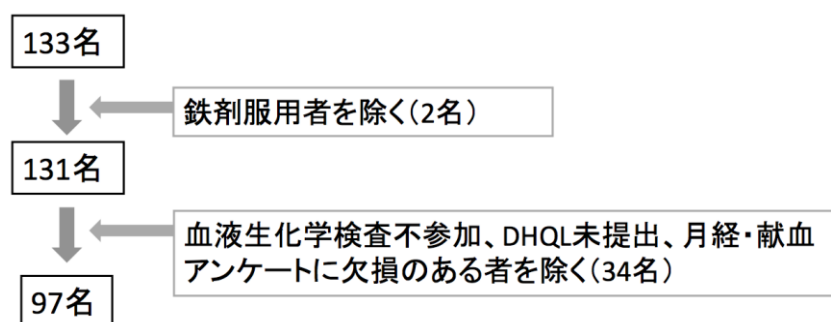 133名
鉄剤服用者を除く(2名)
131名
血液生化学検査不参加、DHQL未提出、月経・献血
アンケートに欠損のある者を除く(34名)
97名